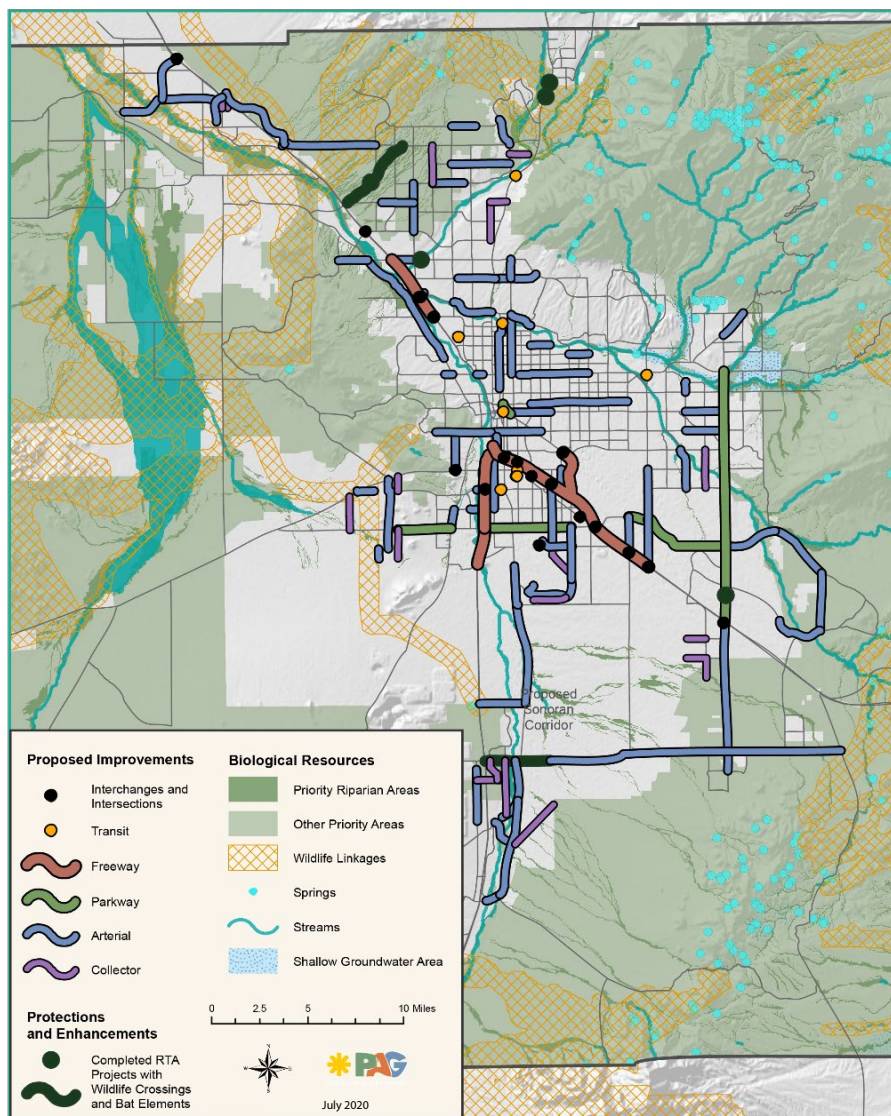 Proposed
Sonoran
Corridor
Proposed Improvements
Interchanges and
Intersections
Transit
Freeway
Parkway
Arterial
Collector
Protections
and Enhancements
Completed RTA
Projects with
Wildlife Crossings
and Bat Elements
Biological Resources
Priority Riparian Areas
Other Priority Areas
Wildlife Linkages
Springs
Streams
Shallow Groundwater Area
0 2.5 5 10 Miles
N
W E
S
PAG
July 2020